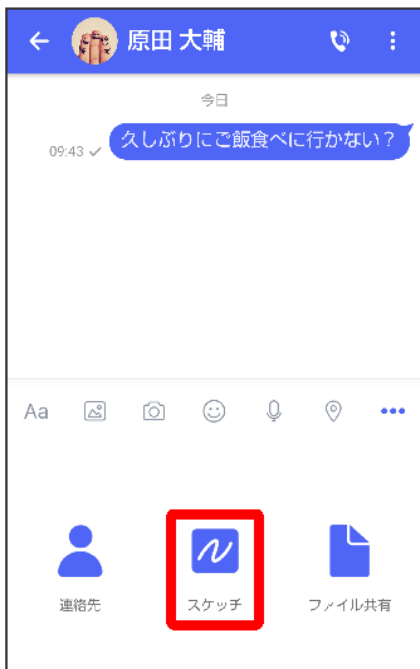 原田 大輔
今日
久しぶりにご飯食べに行かない？
09:43
Aa
連絡先
スケッチ
ファイル共有